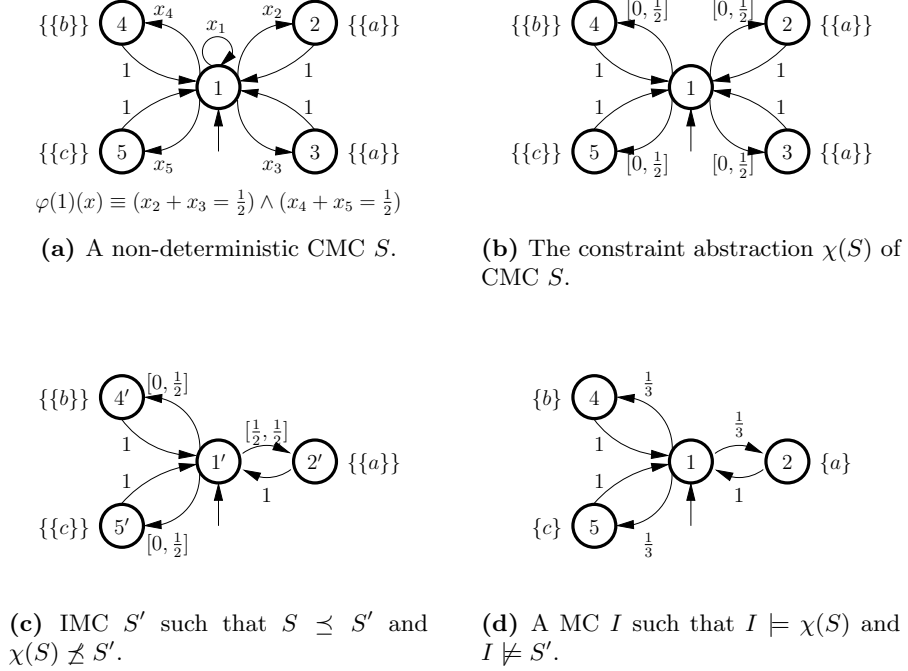 {{b}} 4 x₄ x₁ x₂ 2 {{a}}
1 1
1
1 1
{{c}} 5 x₅ x₃ 3 {{a}}
φ(1)(x) ≡ (x₂ + x₃ = 1/2) ∧ (x₄ + x₅ = 1/2)
(a) A non-deterministic CMC S.
{{b}} 4 [0, 1/2] [0, 1/2] 2 {{a}}
1 1
1
1 1
{{c}} 5 [0, 1/2] [0, 1/2] 3 {{a}}
(b) The constraint abstraction χ(S) of
CMC S.
{{b}} 4′ [0, 1/2]
1 1′ [1/2, 1/2] 2′ {{a}}
1 1
{{c}} 5′ [0, 1/2]
(c) IMC S′ such that S ⪯ S′ and
χ(S) ⪯̸ S′.
{b} 4 1/3
1 1 1/3 2 {a}
1 1
{c} 5 1/3
(d) A MC I such that I ⊨ χ(S) and
I ⊭ S′.